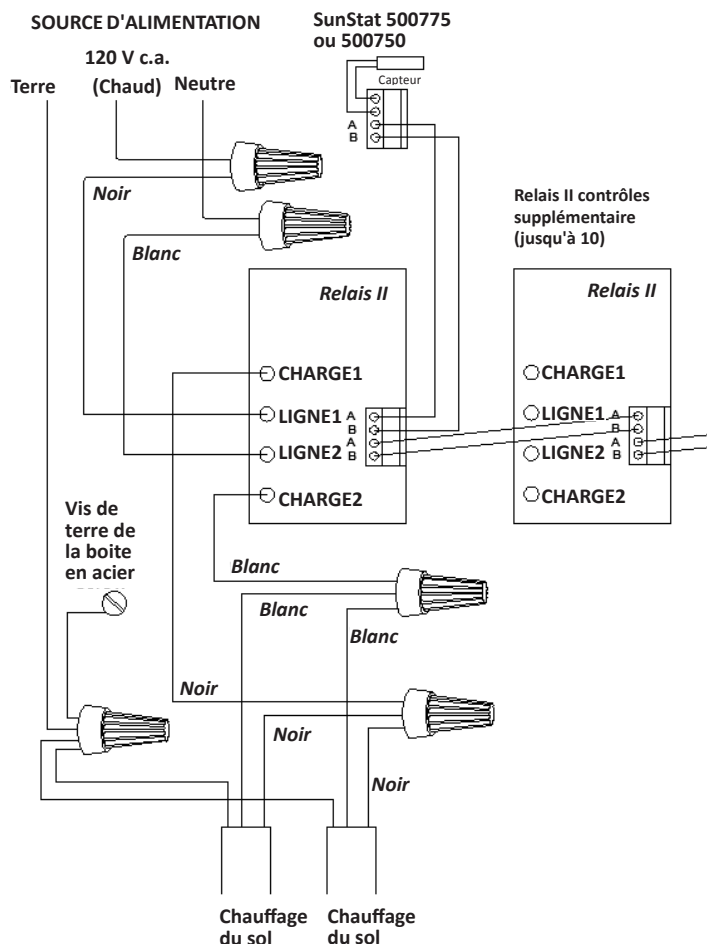 SOURCE D'ALIMENTATION
120 V c.a.
(Chaud)
Terre
Neutre
SunStat 500775
ou 500750
Capteur
A
B
Noir
Blanc
Relais II contrôles
supplémentaire
(jusqu'à 10)
Relais II
CHARGE1
LIGNE1
LIGNE2
CHARGE2
A
B
A
B
Relais II
CHARGE1
LIGNE1
LIGNE2
CHARGE2
A
B
A
B
Vis de
terre de
la boite
en acier
Blanc
Blanc
Blanc
Noir
Noir
Noir
Chauffage
du sol
Chauffage
du sol